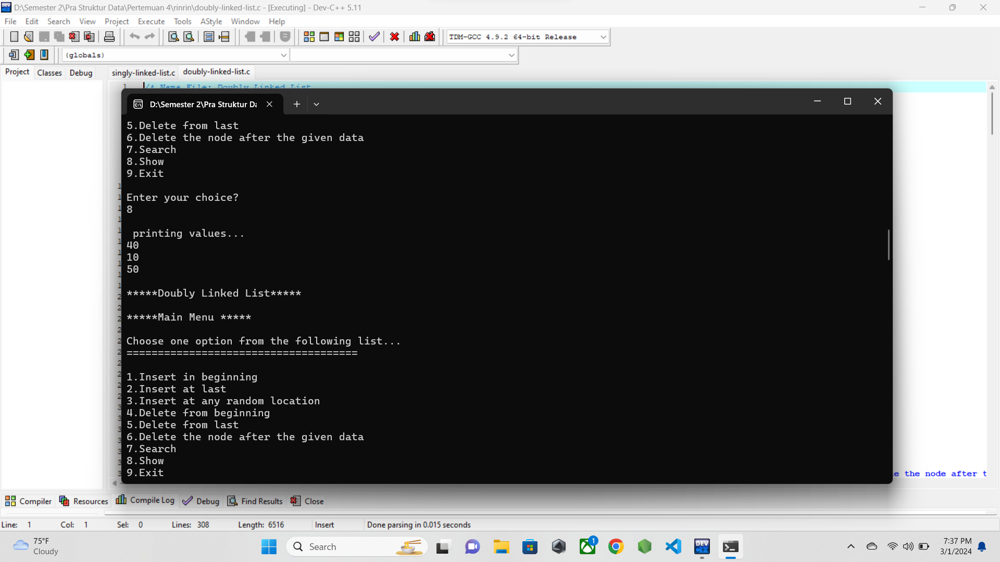 D:\Semester 2\Pra Struktur Data\Pertemuan 4\rinrin\doubly-linked-list.c - [Executing] - Dev-C++ 5.11
File Edit Search View Project Execute Tools AStyle Window Help
TDM-GCC 4.9.2 64-bit Release
(globals)
Project Classes Debug singly-linked-list.c doubly-linked-list.c
1 /* Nama File: Doubly Linked List
D:\Semester 2\Pra Struktur Da
5.Delete from last
6.Delete the node after the given data
7.Search
8.Show
9.Exit
Enter your choice?
8
printing values...
40
10
50
*****Doubly Linked List*****
*****Main Menu *****
Choose one option from the following list...
=====================================
1.Insert in beginning
2.Insert at last
3.Insert at any random location
4.Delete from beginning
5.Delete from last
6.Delete the node after the given data
7.Search
8.Show
9.Exit
e the node after t
Compiler Resources Compile Log Debug Find Results Close
Line: 1 Col: 1 Sel: 0 Lines: 308 Length: 6516 Insert Done parsing in 0.015 seconds
75°F
Cloudy
Search
1
DEV
C++
7:37 PM
3/1/2024